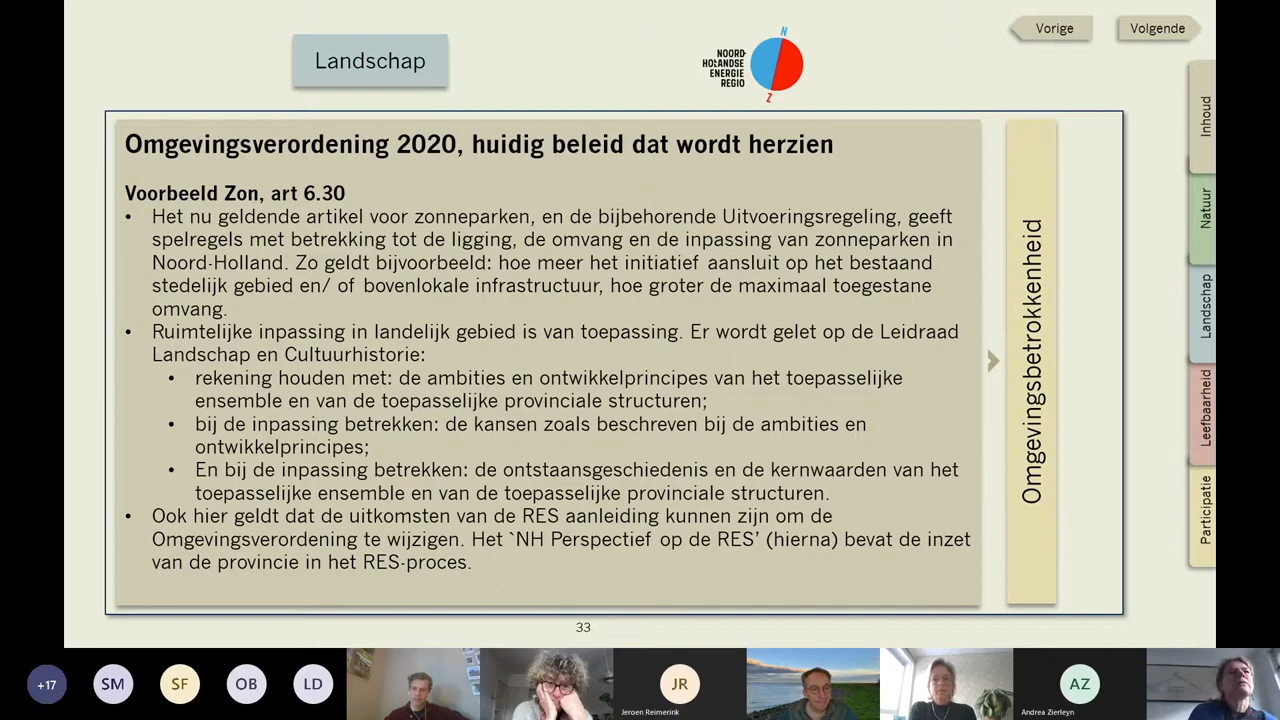 Vorige
Volgende
Landschap
N
NOORD-
HOLLANDSE
ENERGIE
REGIO
Z
Omgevingsverordening 2020, huidig beleid dat wordt herzien
Voorbeeld Zon, art 6.30
• Het nu geldende artikel voor zonneparken, en de bijbehorende Uitvoeringsregeling, geeft
spelregels met betrekking tot de ligging, de omvang en de inpassing van zonneparken in
Noord-Holland. Zo geldt bijvoorbeeld: hoe meer het initiatief aansluit op het bestaand
stedelijk gebied en/ of bovenlokale infrastructuur, hoe groter de maximaal toegestane
omvang.
• Ruimtelijke inpassing in landelijk gebied is van toepassing. Er wordt gelet op de Leidraad
Landschap en Cultuurhistorie:
• rekening houden met: de ambities en ontwikkelprincipes van het toepasselijke
ensemble en van de toepasselijke provinciale structuren;
• bij de inpassing betrekken: de kansen zoals beschreven bij de ambities en
ontwikkelprincipes;
• En bij de inpassing betrekken: de ontstaansgeschiedenis en de kernwaarden van het
toepasselijke ensemble en van de toepasselijke provinciale structuren.
• Ook hier geldt dat de uitkomsten van de RES aanleiding kunnen zijn om de
Omgevingsverordening te wijzigen. Het `NH Perspectief op de RES’ (hierna) bevat de inzet
van de provincie in het RES-proces.
Omgevingsbetrokkenheid
Inhoud
Natuur
Landschap
Leefbaarheid
Participatie
33
+17
SM
SF
OB
LD
JR
Jeroen Reimerink
AZ
Andrea Zierleyn